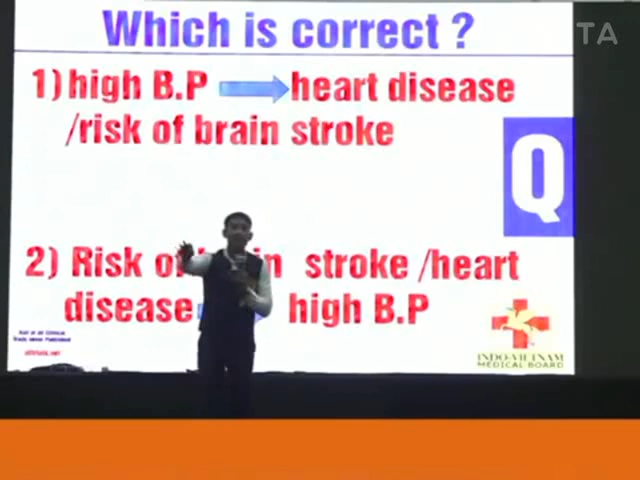 TA
Which is correct ?
1) high B.P heart disease
/risk of brain stroke
Q
2) Risk of stroke /heart
disease high B.P
INDO-VIETNAM
MEDICAL BOARD